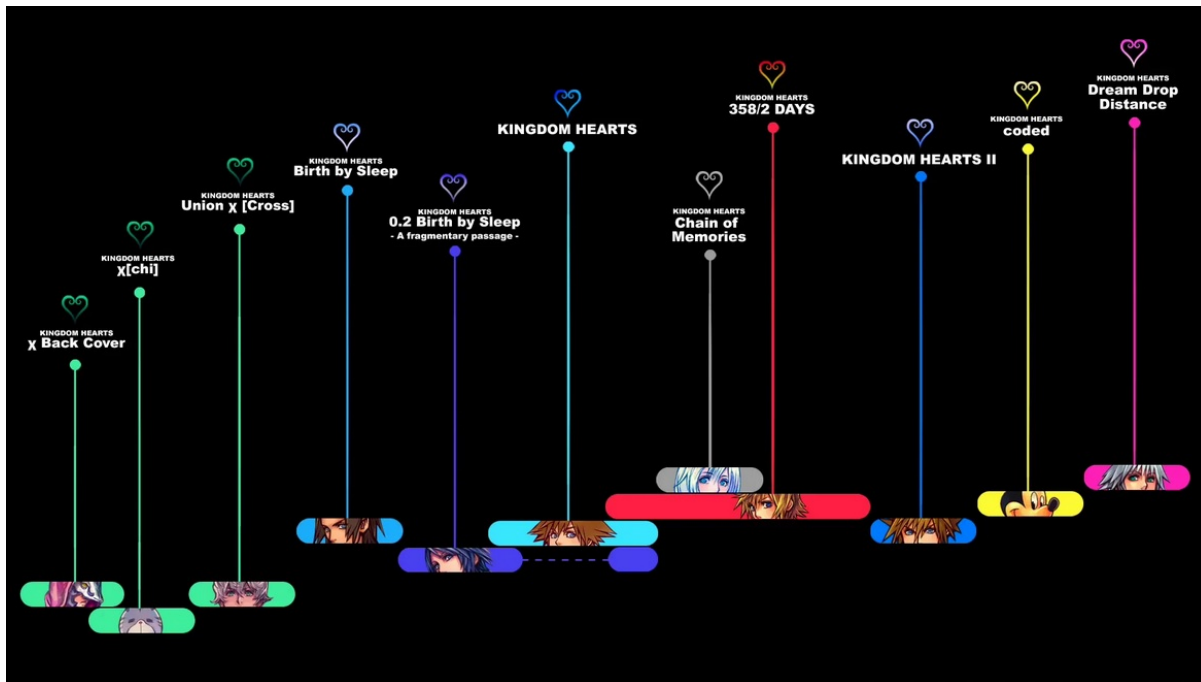 KINGDOM HEARTS
χ Back Cover
KINGDOM HEARTS
χ[chi]
KINGDOM HEARTS
Union χ [Cross]
KINGDOM HEARTS
Birth by Sleep
KINGDOM HEARTS
0.2 Birth by Sleep
- A fragmentary passage -
KINGDOM HEARTS
KINGDOM HEARTS
Chain of
Memories
KINGDOM HEARTS
358/2 DAYS
KINGDOM HEARTS II
KINGDOM HEARTS
coded
KINGDOM HEARTS
Dream Drop
Distance